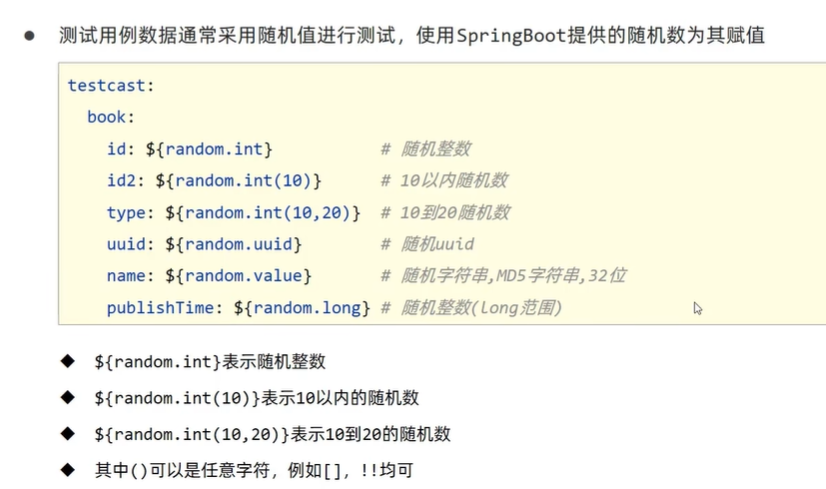 ● 测试用例数据通常采用随机值进行测试，使用SpringBoot提供的随机数为其赋值
testcast:
  book:
    id: ${random.int}           # 随机整数
    id2: ${random.int(10)}      # 10以内随机数
    type: ${random.int(10,20)}  # 10到20随机数
    uuid: ${random.uuid}        # 随机uuid
    name: ${random.value}       # 随机字符串,MD5字符串,32位
    publishTime: ${random.long} # 随机整数(long范围)
◆ ${random.int}表示随机整数
◆ ${random.int(10)}表示10以内的随机数
◆ ${random.int(10,20)}表示10到20的随机数
◆ 其中()可以是任意字符，例如[]，!!均可